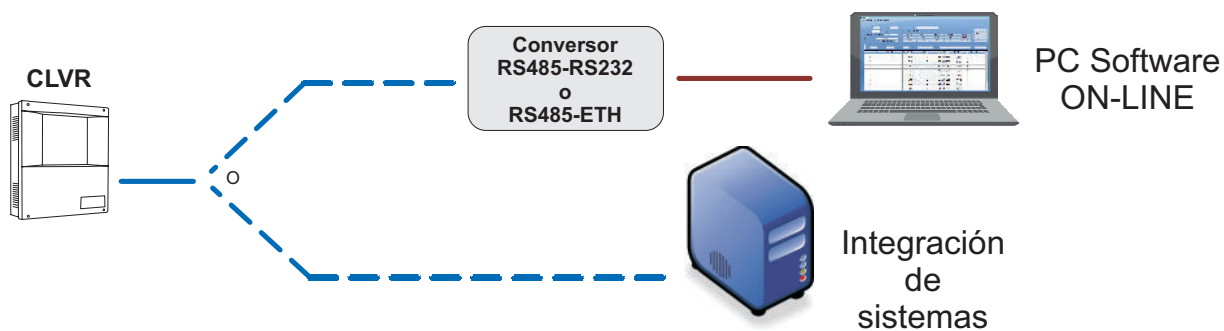 CLVR
Conversor
RS485-RS232
o
RS485-ETH
PC Software
ON-LINE
O
Integración
de
sistemas